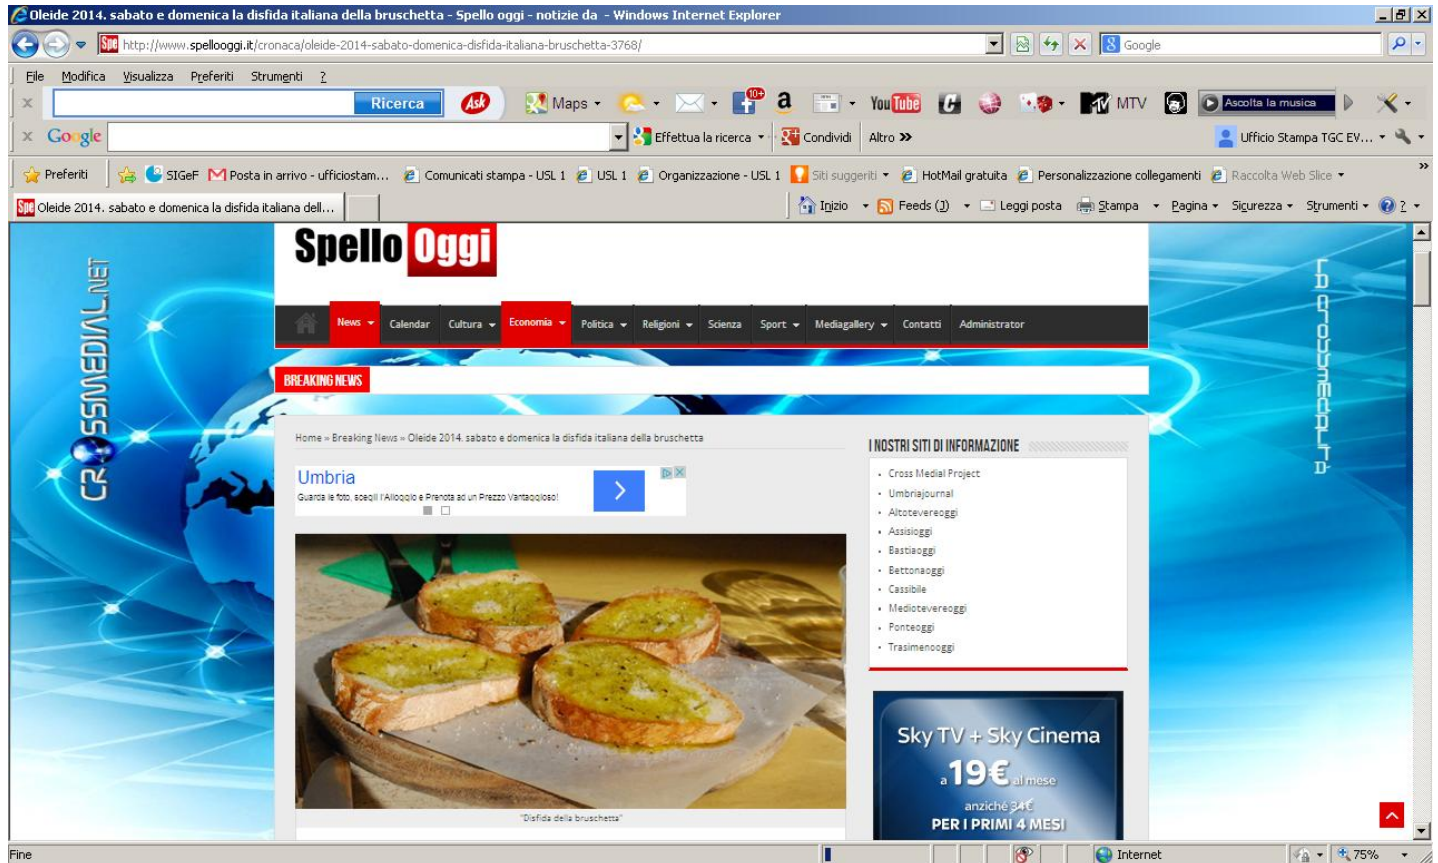 Oleide 2014. sabato e domenica la disfida italiana della bruschetta - Spello oggi - notizie da - Windows Internet Explorer
Spe http://www.spellooggi.it/cronaca/oleide-2014-sabato-domenica-disfida-italiana-bruschetta-3768/ 8 Google
File Modifica Visualizza Preferiti Strumenti ?
x Ricerca Ask Maps 10+ f a You Tube G MTV Ascolta la musica
x Google Effettua la ricerca Condividi Altro »
Ufficio Stampa TGC EV...
Preferiti SIGeF Posta in arrivo - ufficiostam... Comunicati stampa - USL 1 USL 1 Organizzazione - USL 1 Siti suggeriti HotMail gratuita Personalizzazione collegamenti Raccolta Web Slice »
Spe Oleide 2014. sabato e domenica la disfida italiana dell... Inizio Feeds (J) Leggi posta Stampa Pagina Sicurezza Strumenti ?
Spello Oggi
News Calendar Cultura Economia Politica Religioni Scienza Sport Mediagallery Contatti Administrator
BREAKING NEWS
CROSSMEDIAL.NET
Home » Breaking News » Oleide 2014. sabato e domenica la disfida italiana della bruschetta
Umbria
Guarda le foto, scegli l'Alloggio e Prenota ad un Prezzo Vantaggioso!
"Disfida della bruschetta"
I NOSTRI SITI DI INFORMAZIONE
Cross Medial Project
Umbriajournal
Altotevereoggi
Assisioggi
Bastiaoggi
Bettonaoggi
Cassibile
Mediotevereoggi
Ponteoggi
Trasimenooggi
Sky TV + Sky Cinema
a 19€ al mese
anziché 34€
PER I PRIMI 4 MESI
Fine Internet 75%